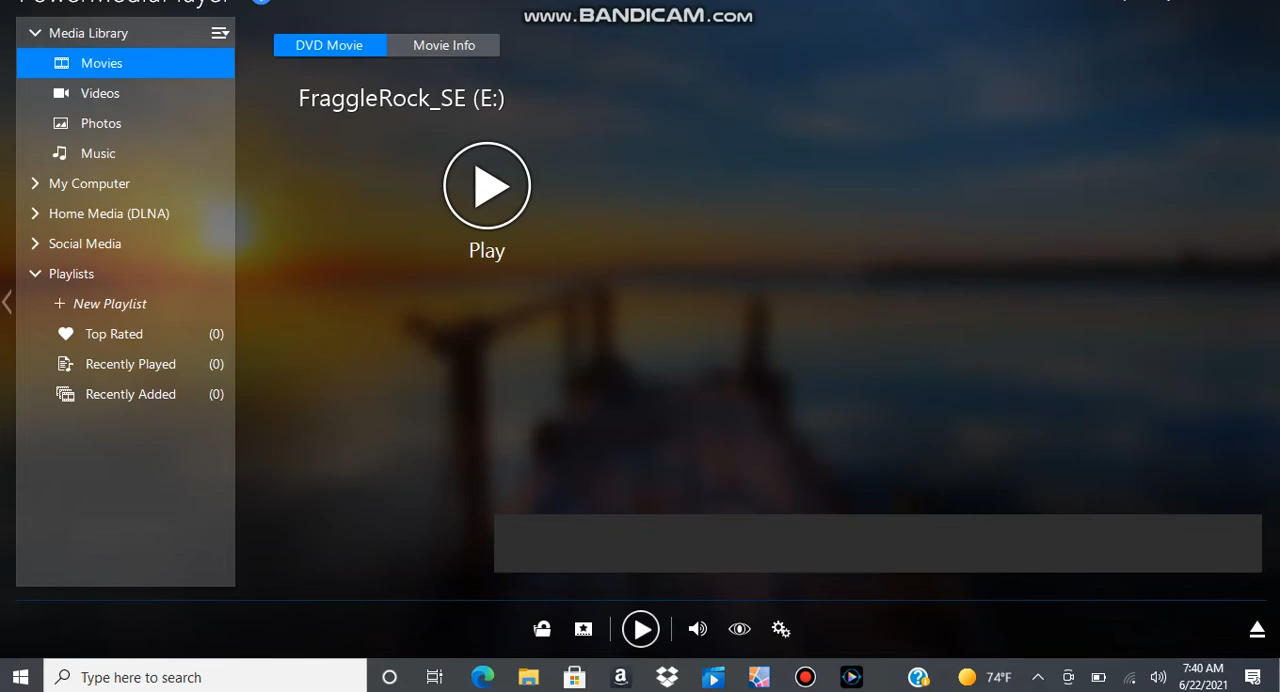 PowerMediaPlayer
www.BANDICAM.com
Media Library
DVD Movie
Movie Info
Movies
Videos
FraggleRock_SE (E:)
Photos
Music
My Computer
Home Media (DLNA)
Social Media
Play
Playlists
New Playlist
Top Rated (0)
Recently Played (0)
Recently Added (0)
Type here to search
a
74°F
7:40 AM
6/22/2021